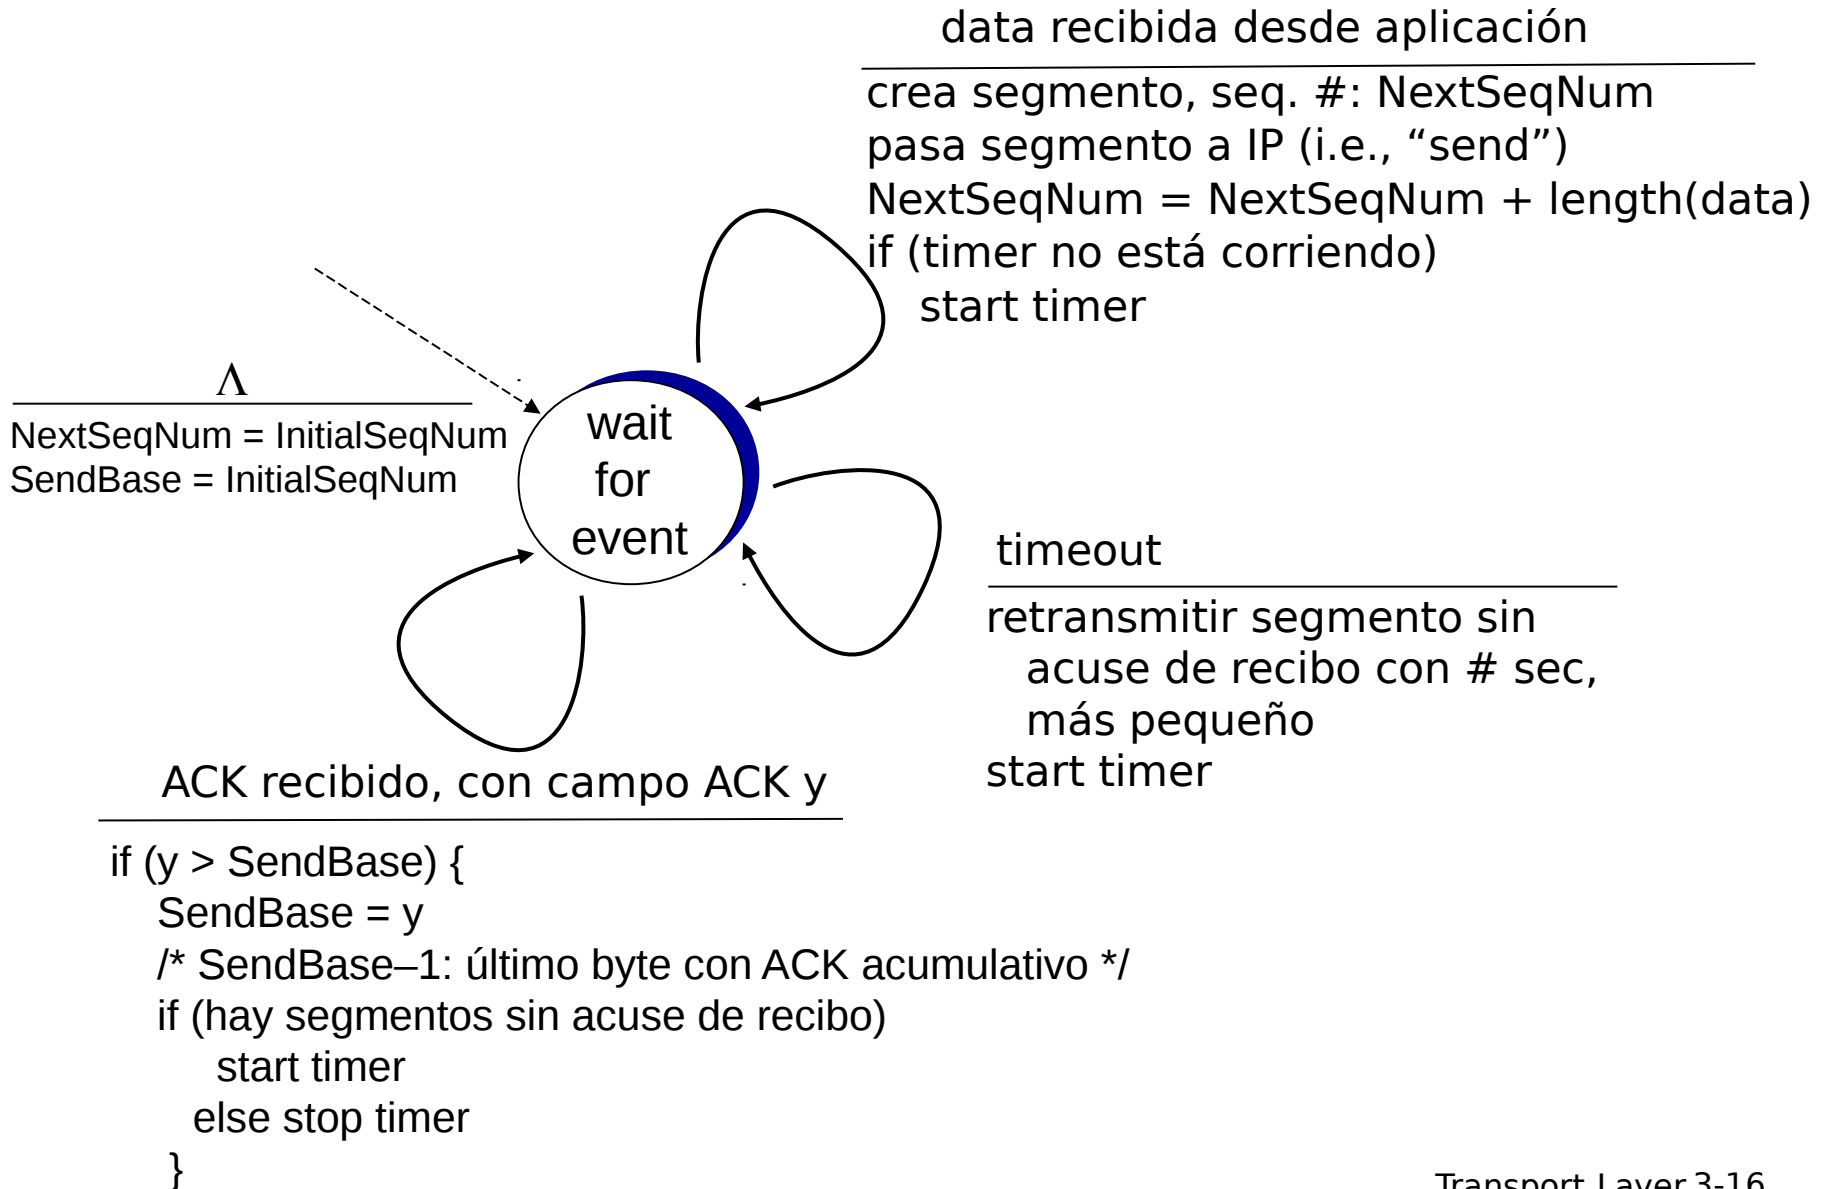 data recibida desde aplicación
crea segmento, seq. #: NextSeqNum
pasa segmento a IP (i.e., “send”)
NextSeqNum = NextSeqNum + length(data)
if (timer no está corriendo)
start timer
Λ
NextSeqNum = InitialSeqNum
SendBase = InitialSeqNum
wait
for
event
timeout
retransmitir segmento sin
acuse de recibo con # sec,
más pequeño
start timer
ACK recibido, con campo ACK y
if (y > SendBase) {
SendBase = y
/* SendBase–1: último byte con ACK acumulativo */
if (hay segmentos sin acuse de recibo)
start timer
else stop timer
}
Transport Layer 3-16